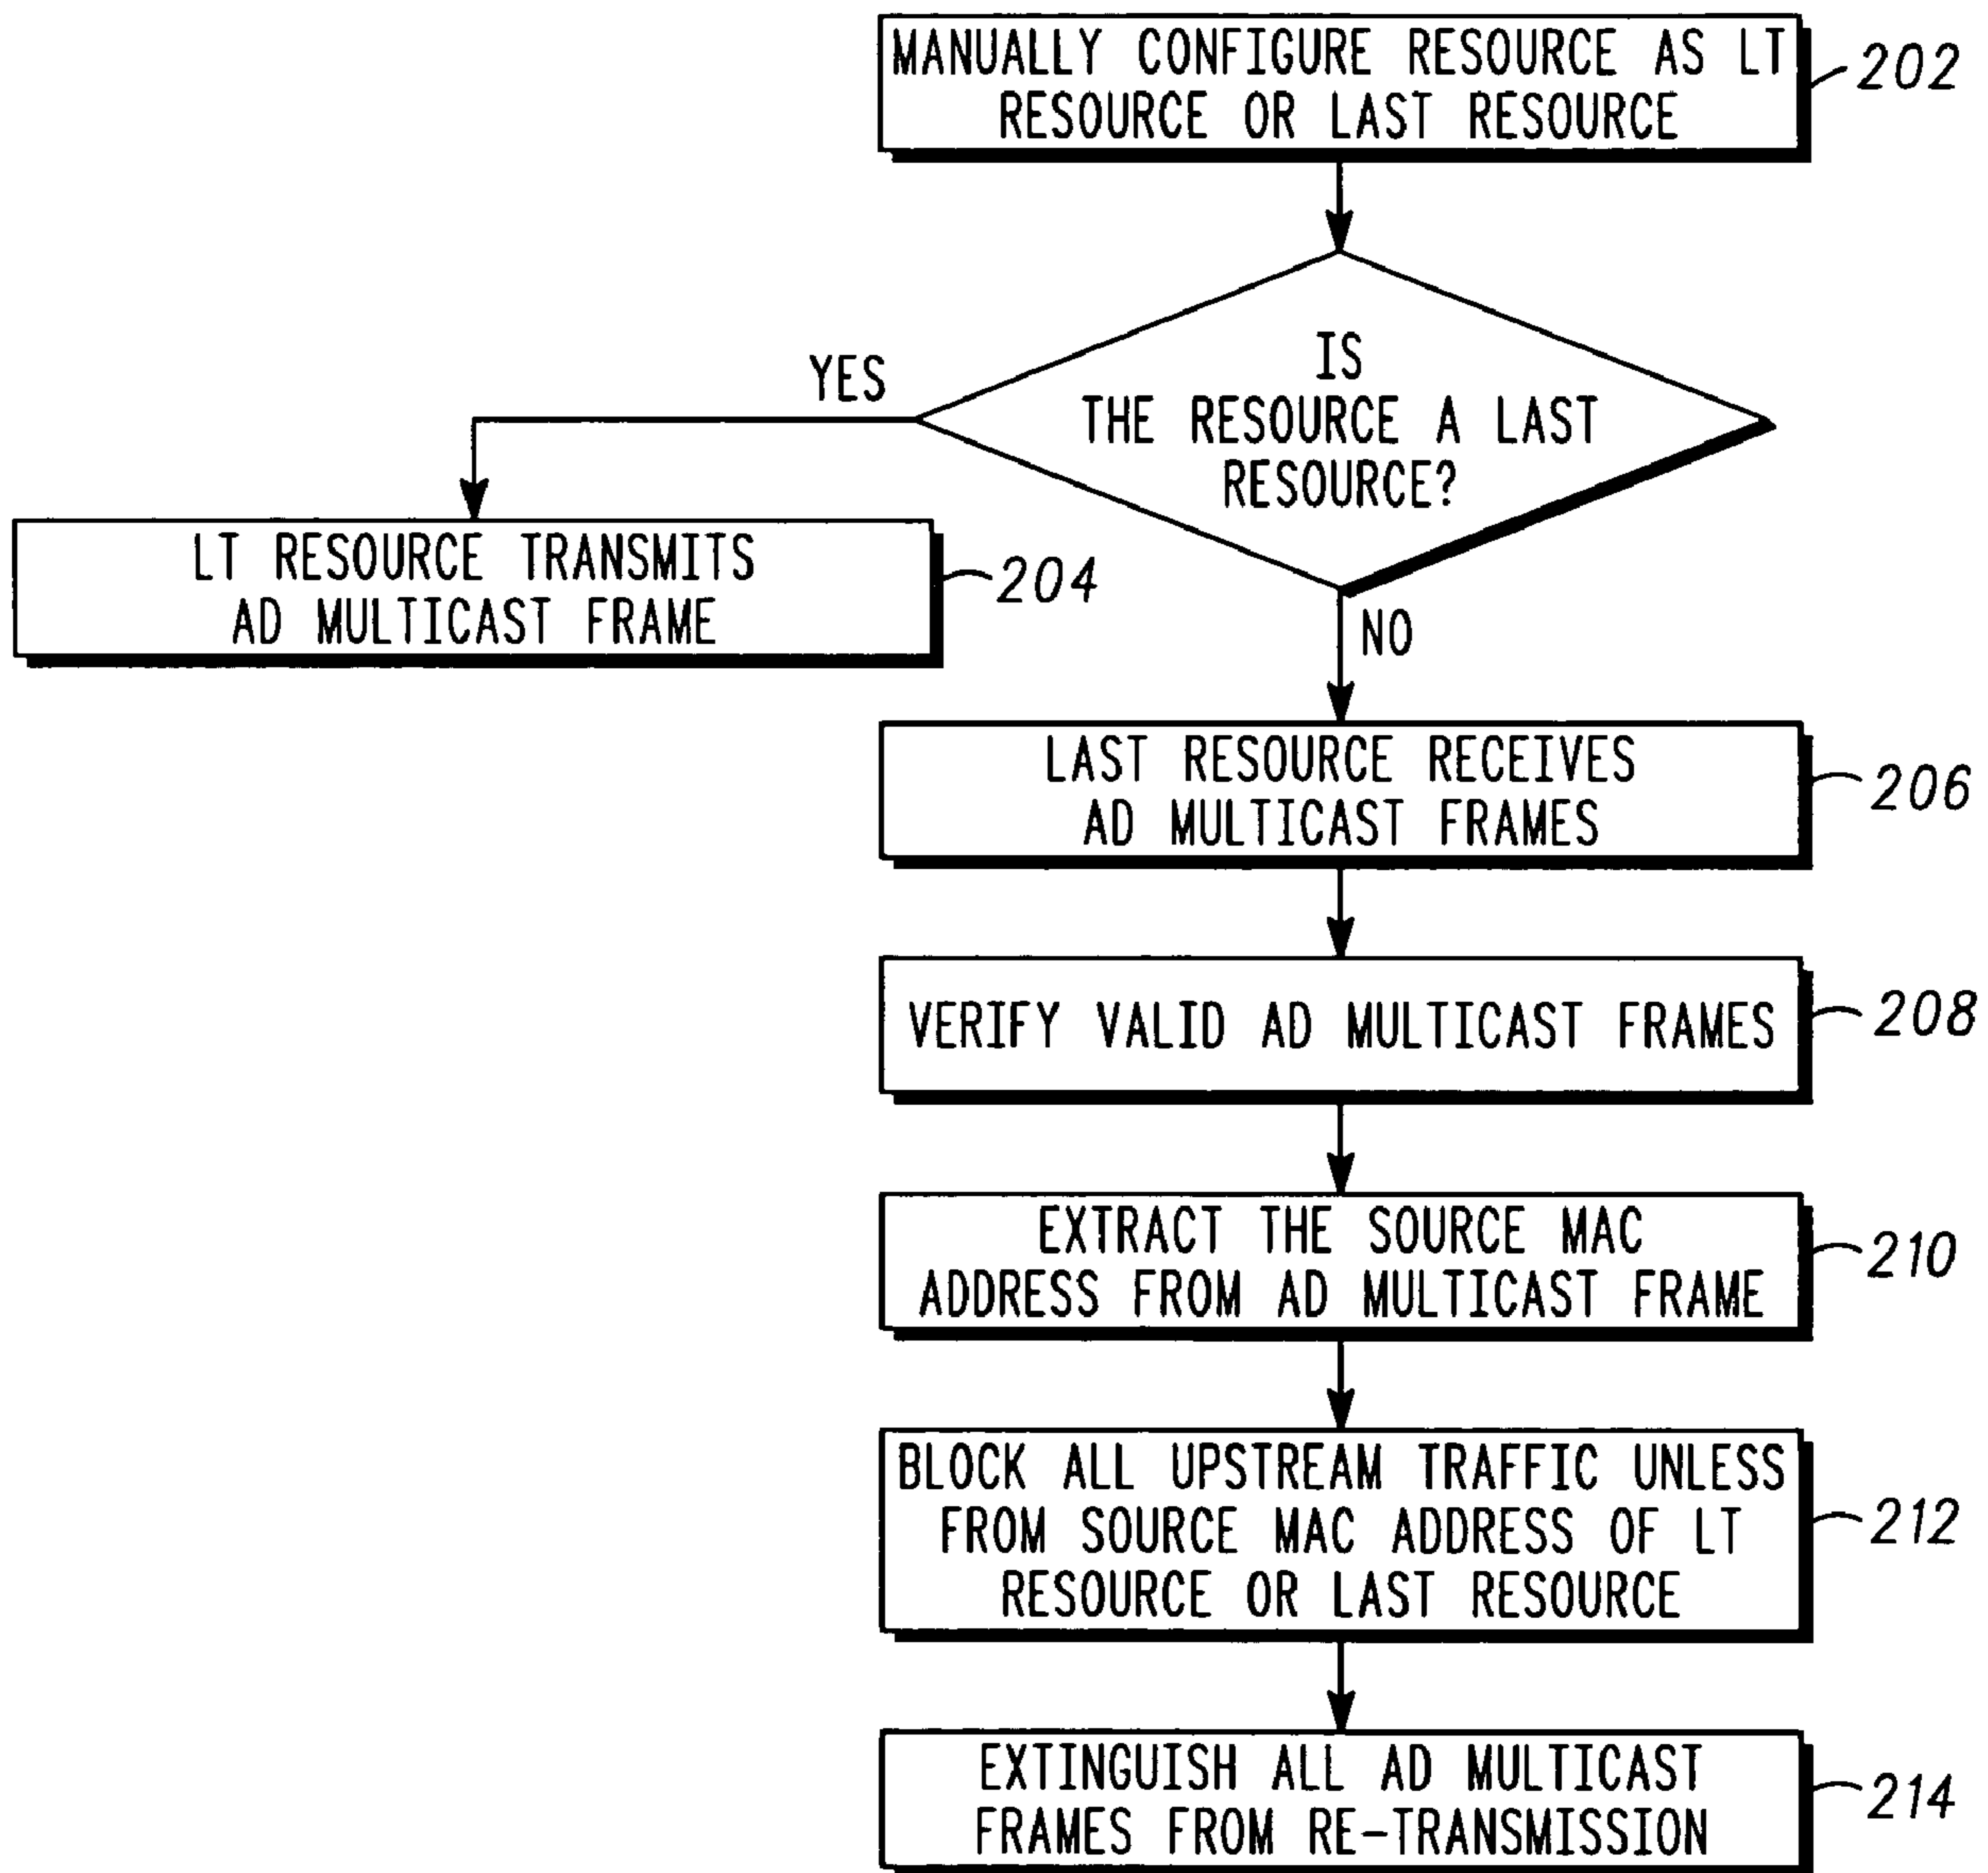 MANUALLY CONFIGURE RESOURCE AS LT
RESOURCE OR LAST RESOURCE
202
IS
THE RESOURCE A LAST
RESOURCE?
YES
LT RESOURCE TRANSMITS
AD MULTICAST FRAME
204
NO
LAST RESOURCE RECEIVES
AD MULTICAST FRAMES
206
VERIFY VALID AD MULTICAST FRAMES
208
EXTRACT THE SOURCE MAC
ADDRESS FROM AD MULTICAST FRAME
210
BLOCK ALL UPSTREAM TRAFFIC UNLESS
FROM SOURCE MAC ADDRESS OF LT
RESOURCE OR LAST RESOURCE
212
EXTINGUISH ALL AD MULTICAST
FRAMES FROM RE-TRANSMISSION
214